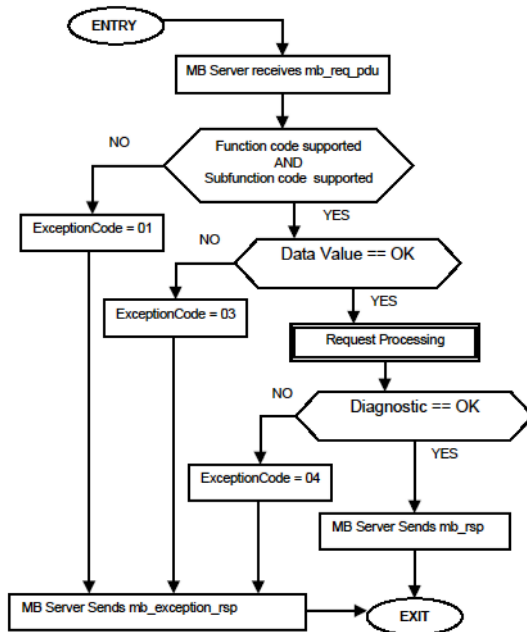 ENTRY
MB Server receives mb_req_pdu
NO
Function code supported
AND
Subfunction code supported
ExceptionCode = 01
YES
NO
Data Value == OK
ExceptionCode = 03
YES
Request Processing
NO
Diagnostic == OK
ExceptionCode = 04
YES
MB Server Sends mb_rsp
MB Server Sends mb_exception_rsp
EXIT